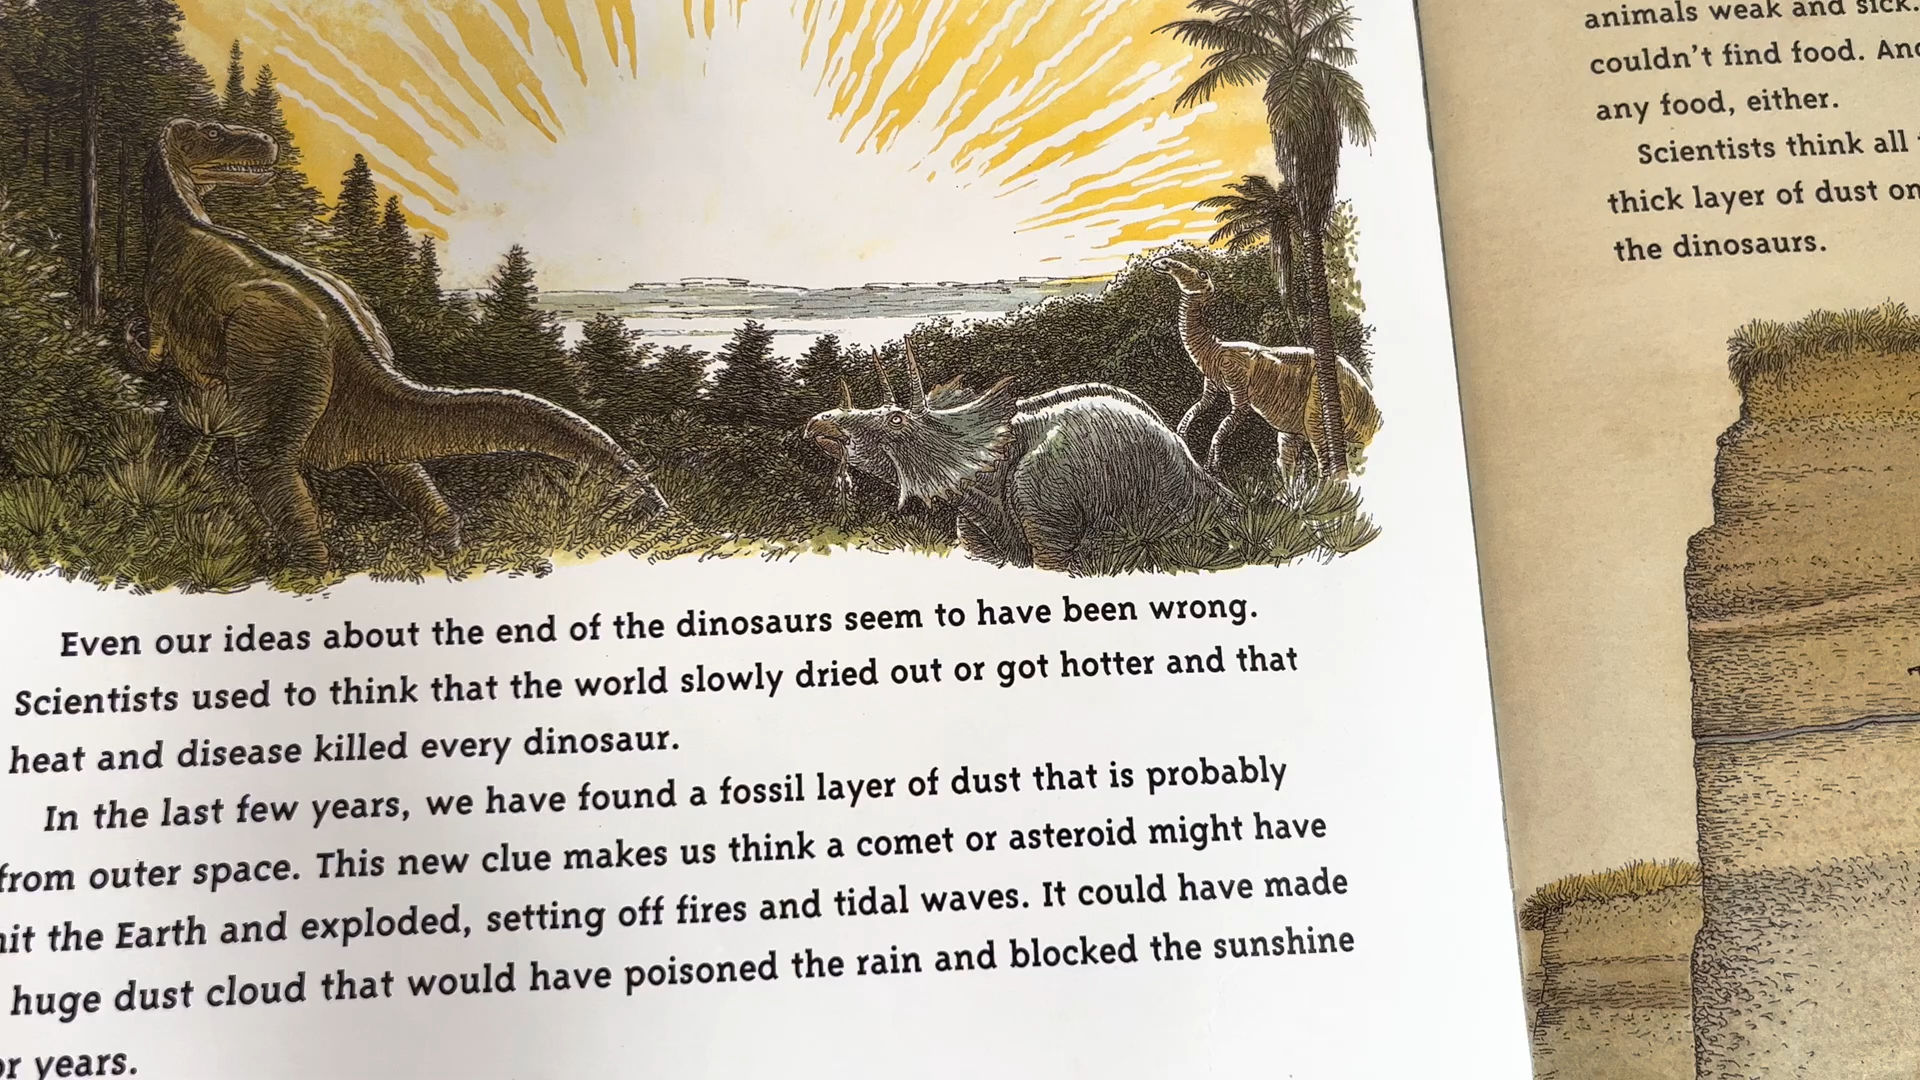 Even our ideas about the end of the dinosaurs seem to have been wrong.
Scientists used to think that the world slowly dried out or got hotter and that
heat and disease killed every dinosaur.
In the last few years, we have found a fossil layer of dust that is probably
from outer space. This new clue makes us think a comet or asteroid might have
hit the Earth and exploded, setting off fires and tidal waves. It could have made
huge dust cloud that would have poisoned the rain and blocked the sunshine
years.
animals weak and sick.
couldn't find food. And
any food, either.
Scientists think all
thick layer of dust on
the dinosaurs.